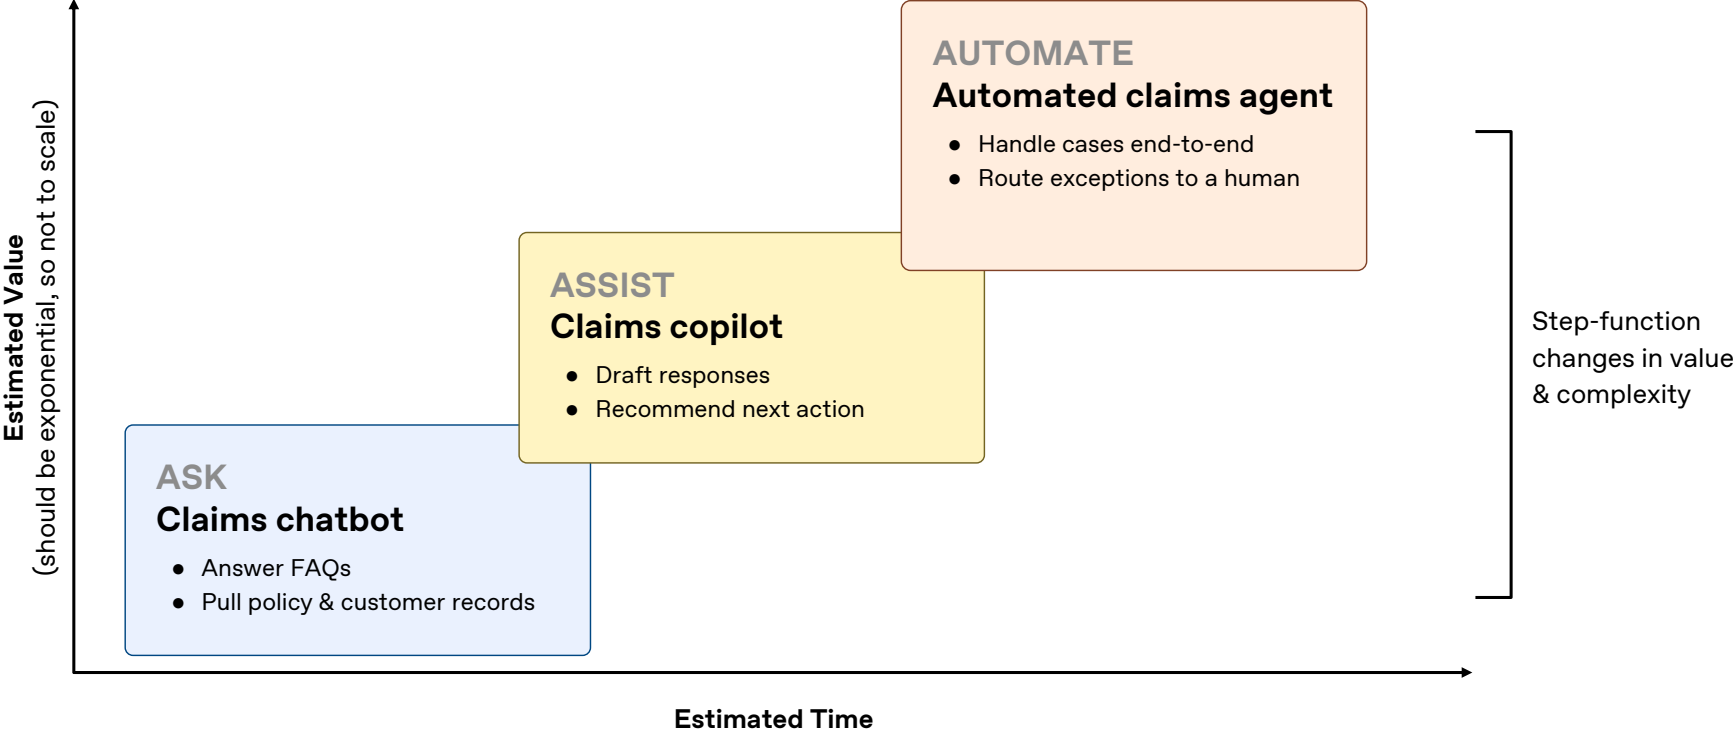 AUTOMATE
Automated claims agent
● Handle cases end-to-end
● Route exceptions to a human
ASSIST
Claims copilot
● Draft responses
● Recommend next action
ASK
Claims chatbot
● Answer FAQs
● Pull policy & customer records
Estimated Value
(should be exponential, so not to scale)
Estimated Time
Step-function
changes in value
& complexity